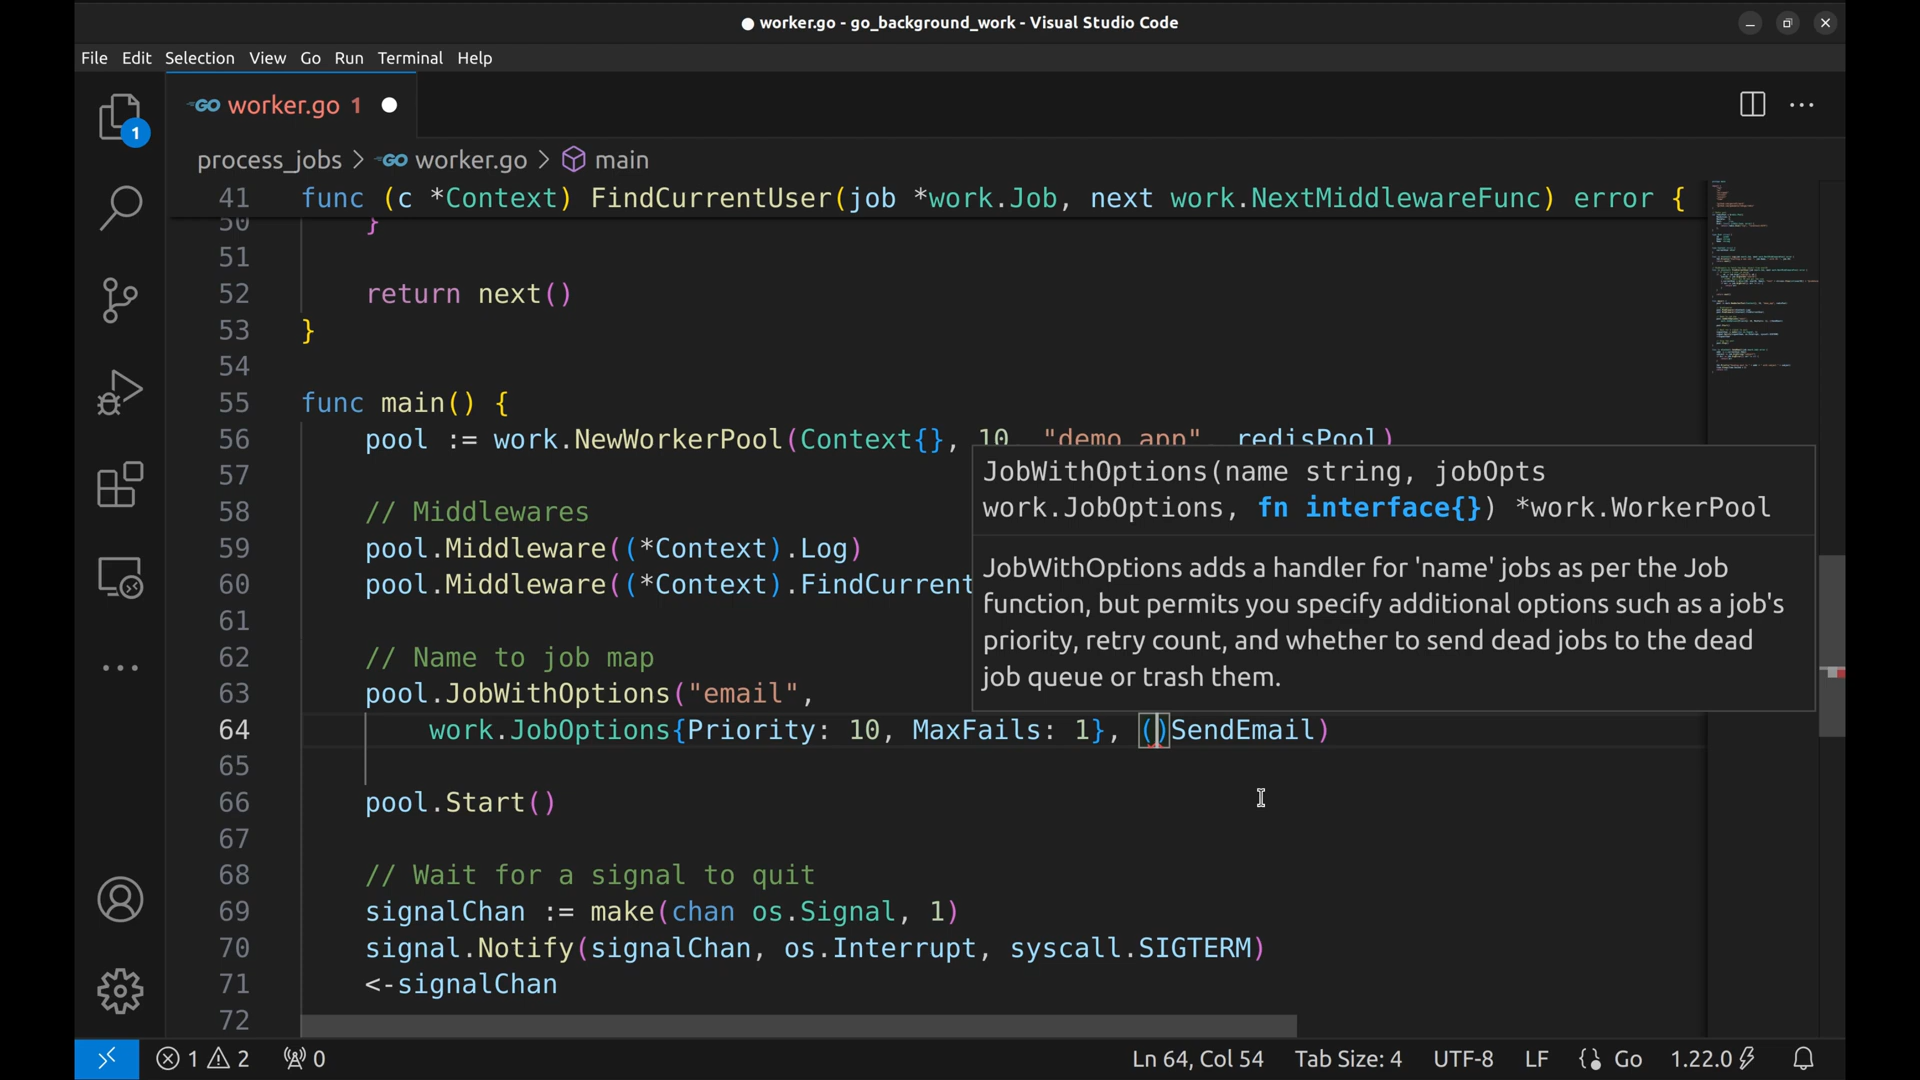 worker.go - go_background_work - Visual Studio Code
File Edit Selection View Go Run Terminal Help
GO worker.go 1
1
process_jobs > GO worker.go > main
41 func (c *Context) FindCurrentUser(job *work.Job, next work.NextMiddlewareFunc) error {
50 }
51
52 return next()
53 }
54
55 func main() {
56 pool := work.NewWorkerPool(Context{}, 10, "demo_app", redisPool)
57
58 // Middlewares
59 pool.Middleware((*Context).Log)
60 pool.Middleware((*Context).FindCurrent
61
62 // Name to job map
63 pool.JobWithOptions("email",
64 work.JobOptions{Priority: 10, MaxFails: 1}, ()SendEmail)
65
66 pool.Start()
67
68 // Wait for a signal to quit
69 signalChan := make(chan os.Signal, 1)
70 signal.Notify(signalChan, os.Interrupt, syscall.SIGTERM)
71 <-signalChan
72
JobWithOptions(name string, jobOpts
work.JobOptions, fn interface{}) *work.WorkerPool
JobWithOptions adds a handler for 'name' jobs as per the Job
function, but permits you specify additional options such as a job's
priority, retry count, and whether to send dead jobs to the dead
job queue or trash them.
1 2 0 Ln 64, Col 54 Tab Size: 4 UTF-8 LF Go 1.22.0